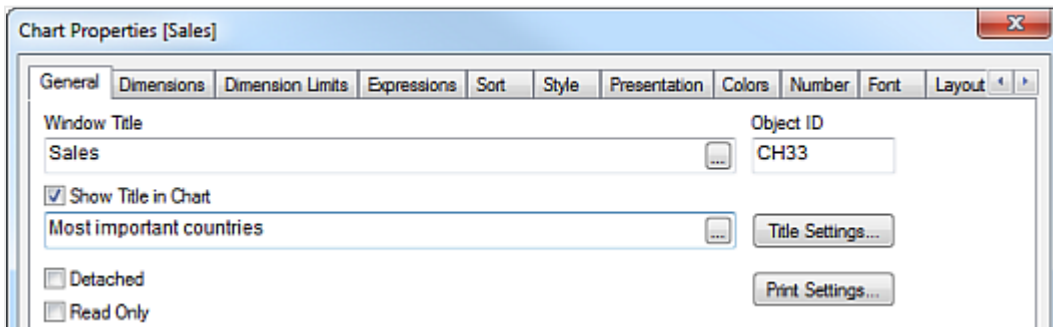 Chart Properties [Sales]
General Dimensions Dimension Limits Expressions Sort Style Presentation Colors Number Font Layout
Window Title Object ID
Sales ... CH33
Show Title in Chart
Most important countries ... Title Settings...
Detached
Print Settings...
Read Only